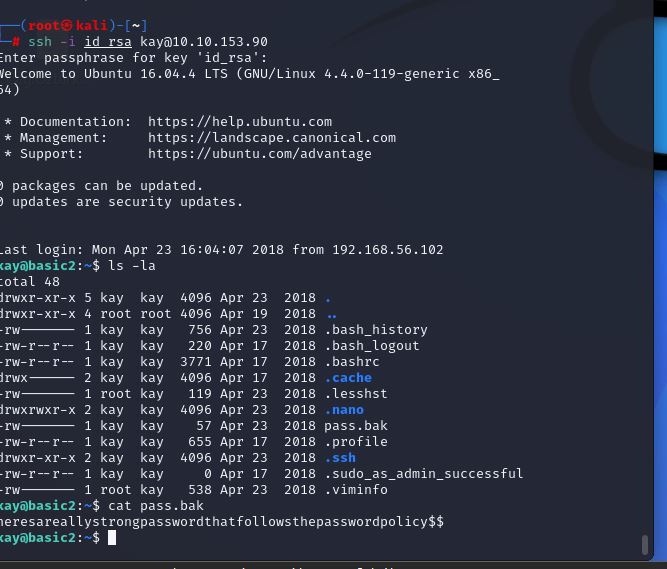 (root㉿kali)-[~]
# ssh -i id_rsa kay@10.10.153.90
Enter passphrase for key 'id_rsa':
Welcome to Ubuntu 16.04.4 LTS (GNU/Linux 4.4.0-119-generic x86_
64)
* Documentation: https://help.ubuntu.com
* Management: https://landscape.canonical.com
* Support: https://ubuntu.com/advantage
0 packages can be updated.
0 updates are security updates.
Last login: Mon Apr 23 16:04:07 2018 from 192.168.56.102
kay@basic2:~$ ls -la
total 48
drwxr-xr-x 5 kay kay 4096 Apr 23 2018 .
drwxr-xr-x 4 root root 4096 Apr 19 2018 ..
-rw------- 1 kay kay 756 Apr 23 2018 .bash_history
-rw-r--r-- 1 kay kay 220 Apr 17 2018 .bash_logout
-rw-r--r-- 1 kay kay 3771 Apr 17 2018 .bashrc
drwx------ 2 kay kay 4096 Apr 17 2018 .cache
-rw------- 1 root kay 119 Apr 23 2018 .lesshst
drwxrwxr-x 2 kay kay 4096 Apr 23 2018 .nano
-rw------- 1 kay kay 57 Apr 23 2018 pass.bak
-rw-r--r-- 1 kay kay 655 Apr 17 2018 .profile
drwxr-xr-x 2 kay kay 4096 Apr 23 2018 .ssh
-rw-r--r-- 1 kay kay 0 Apr 17 2018 .sudo_as_admin_successful
-rw------- 1 root kay 538 Apr 23 2018 .viminfo
kay@basic2:~$ cat pass.bak
heresareallystrongpasswordthatfollowsthepasswordpolicy$$
kay@basic2:~$